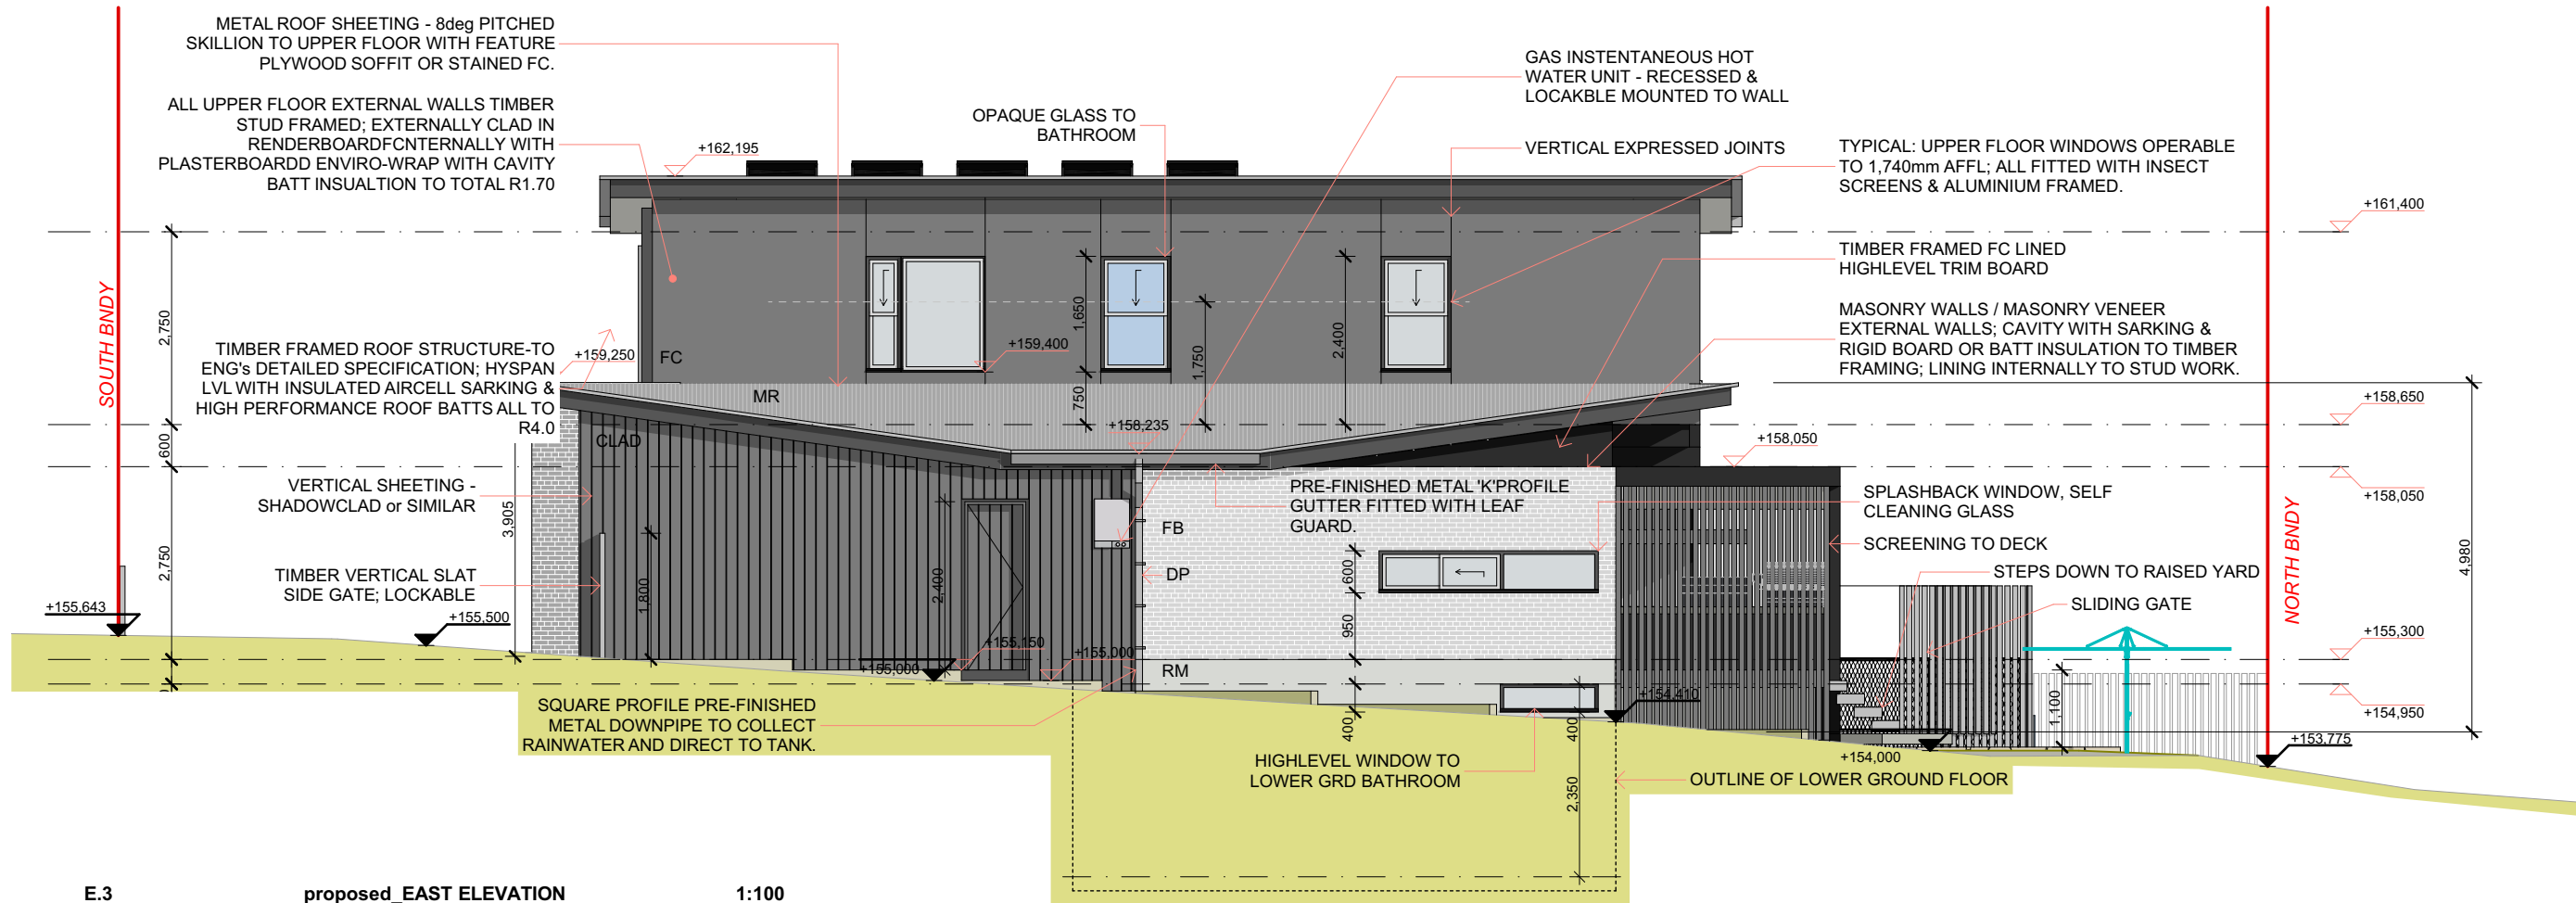 METAL ROOF SHEETING - 8deg PITCHED
SKILLION TO UPPER FLOOR WITH FEATURE
PLYWOOD SOFFIT OR STAINED FC.
ALL UPPER FLOOR EXTERNAL WALLS TIMBER
STUD FRAMED; EXTERNALLY CLAD IN
RENDERBOARDFCNTERNALLY WITH
PLASTERBOARDD ENVIRO-WRAP WITH CAVITY
BATT INSUALTION TO TOTAL R1.70
+162,195
OPAQUE GLASS TO
BATHROOM
GAS INSTENTANEOUS HOT
WATER UNIT - RECESSED &
LOCAKBLE MOUNTED TO WALL
VERTICAL EXPRESSED JOINTS
TYPICAL: UPPER FLOOR WINDOWS OPERABLE
TO 1,740mm AFFL; ALL FITTED WITH INSECT
SCREENS & ALUMINIUM FRAMED.
+161,400
TIMBER FRAMED FC LINED
HIGHLEVEL TRIM BOARD
MASONRY WALLS / MASONRY VENEER
EXTERNAL WALLS; CAVITY WITH SARKING &
RIGID BOARD OR BATT INSULATION TO TIMBER
FRAMING; LINING INTERNALLY TO STUD WORK.
SOUTH BNDY
2,750
TIMBER FRAMED ROOF STRUCTURE-TO
ENG's DETAILED SPECIFICATION; HYSPAN
LVL WITH INSULATED AIRCELL SARKING &
HIGH PERFORMANCE ROOF BATTS ALL TO
R4.0
+159,250
FC
+159,400
1,650
1,750
2,400
750
MR
+158,235
CLAD
600
+158,650
+158,050
+158,050
VERTICAL SHEETING -
SHADOWCLAD or SIMILAR
3,905
2,750
TIMBER VERTICAL SLAT
SIDE GATE; LOCKABLE
1,800
2,400
PRE-FINISHED METAL 'K'PROFILE
GUTTER FITTED WITH LEAF
GUARD.
FB
DP
600
950
SPLASHBACK WINDOW, SELF
CLEANING GLASS
SCREENING TO DECK
STEPS DOWN TO RAISED YARD
SLIDING GATE
NORTH BNDY
4,980
+155,643
+155,500
+155,150
+155,000
+155,000
RM
+155,300
+154,950
+154,410
1,100
+153,775
+154,000
SQUARE PROFILE PRE-FINISHED
METAL DOWNPIPE TO COLLECT
RAINWATER AND DIRECT TO TANK.
400
400
HIGHLEVEL WINDOW TO
LOWER GRD BATHROOM
2,350
OUTLINE OF LOWER GROUND FLOOR
E.3 proposed_EAST ELEVATION 1:100